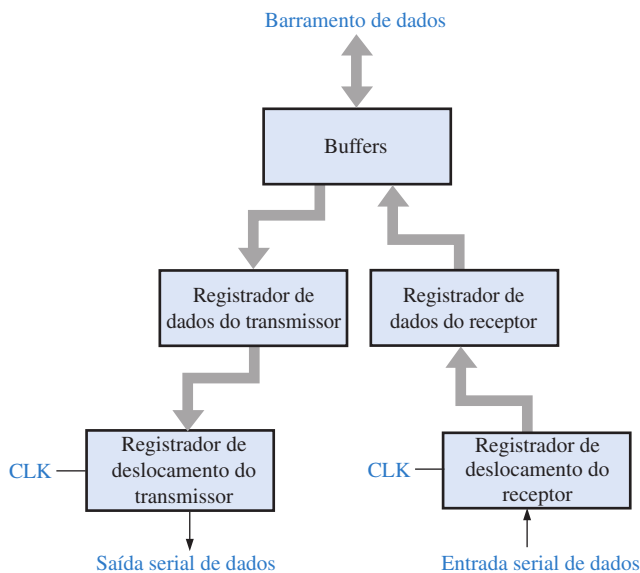 Barramento de dados
Buffers
Registrador de
dados do transmissor
Registrador de
dados do receptor
CLK
Registrador de
deslocamento do
transmissor
CLK
Registrador de
deslocamento do
receptor
Saída serial de dados
Entrada serial de dados